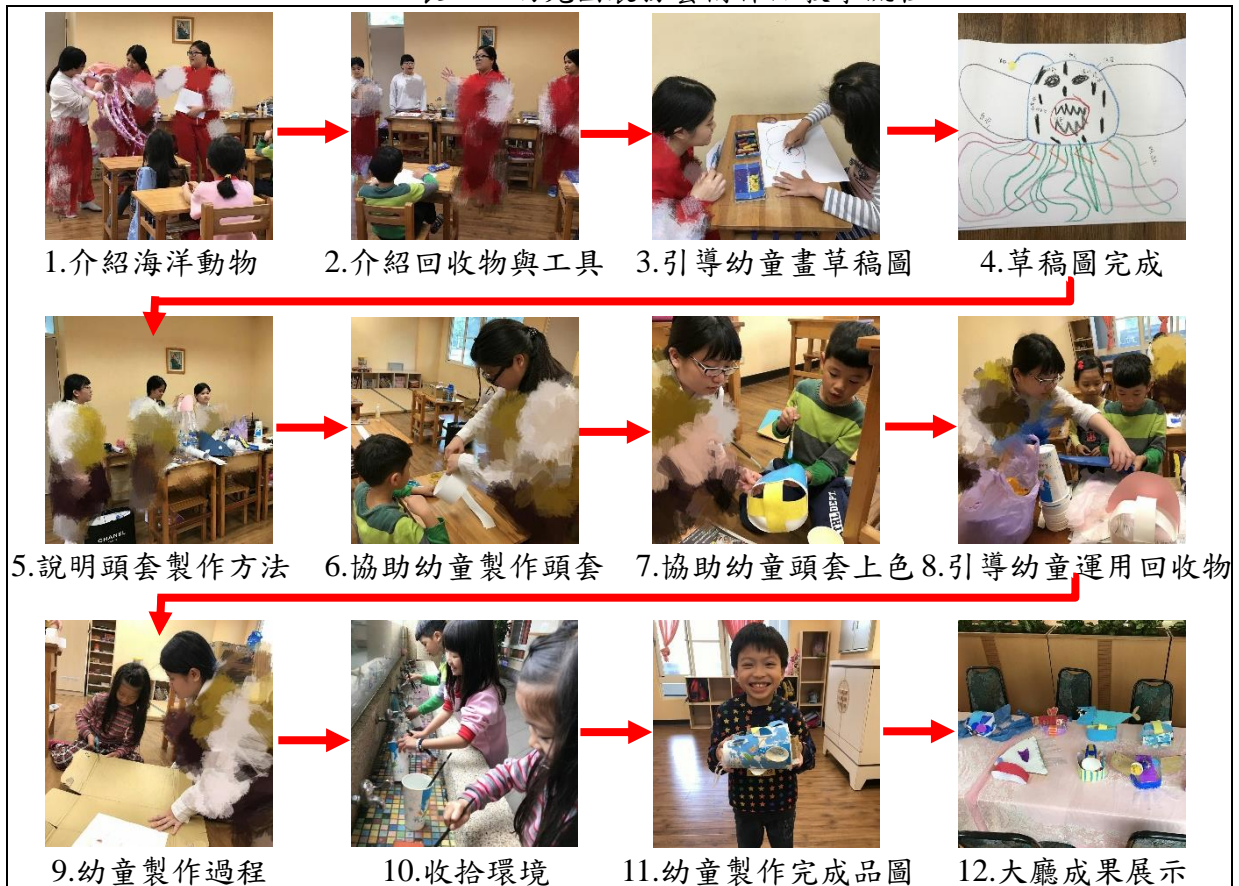 1.介紹海洋動物
2.介紹回收物與工具
3.引導幼童畫草稿圖
4.草稿圖完成
CHANEL
5.說明頭套製作方法
6.協助幼童製作頭套
7.協助幼童頭套上色
8.引導幼童運用回收物
9.幼童製作過程
10.收拾環境
11.幼童製作完成品圖
12.大廳成果展示